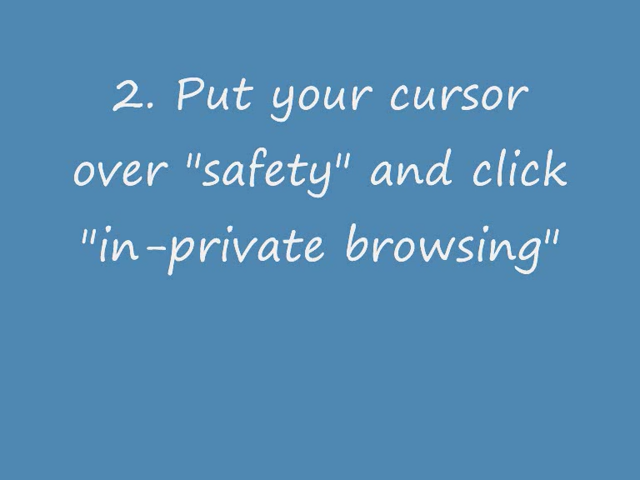 2. Put your cursor
over "safety" and click
"in-private browsing"